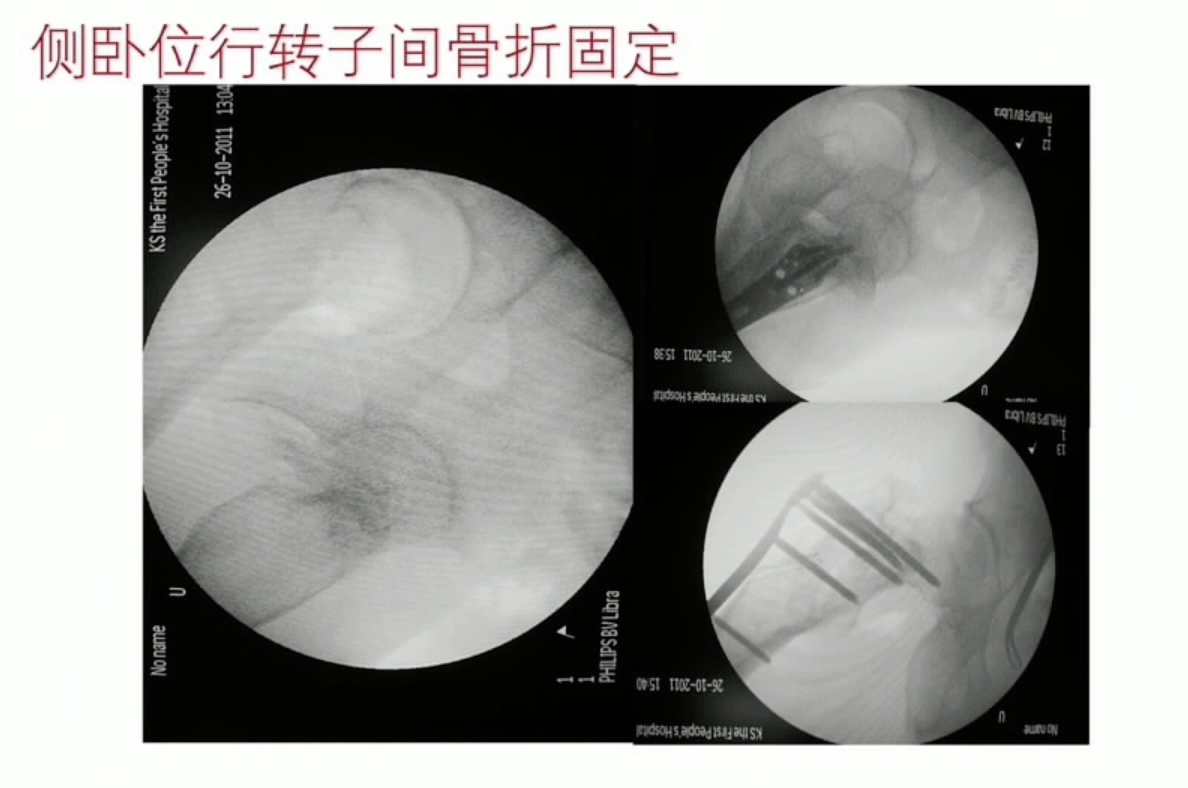 侧卧位行转子间骨折固定
KS the First People's Hospital
26-10-2011 13:04
U
No name
1
1
PHILIPS BV Libra
PHILIPS BV Libra
1
12
26-10-2011 15:38
KS the First People's Hospital
U
PHILIPS BV Libra
1
13
26-10-2011 15:40
KS the First People's Hospital
U
No name